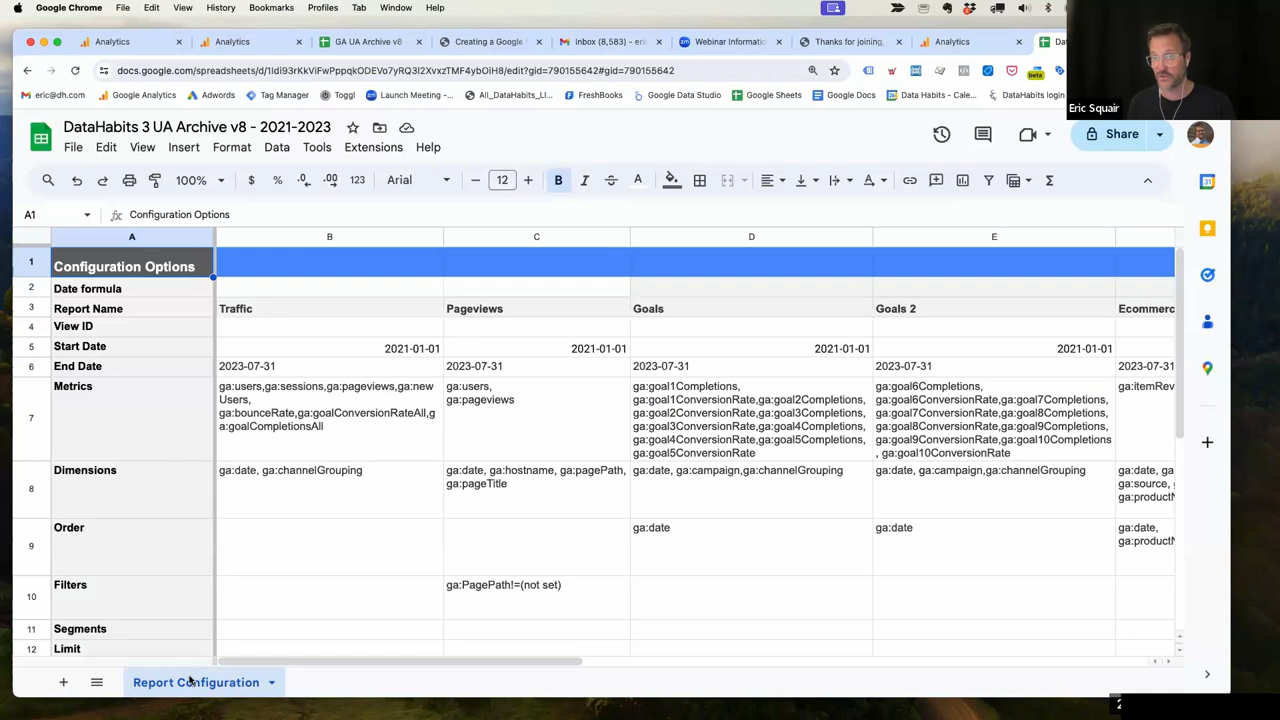 Google Chrome File Edit View History Bookmarks Profiles Tab Window Help
Analytics Analytics GA UA Archive v8 Creating a Google Inbox (8,583) - eri Webinar Informatio Thanks for joining, Analytics
docs.google.com/spreadsheets/d/1Idi93rKkViFwPppqkODEVo7yRQ3I2XvxzTMF4ybOiH8/edit?gid=790155642#gid=790155642
beta
eric@dh.com Google Analytics Adwords Tag Manager Toggl Launch Meeting -... All_DataHabits_LI... FreshBooks Google Data Studio Google Sheets Google Docs Data Habits - Cale... DataHabits login
Eric Squair
DataHabits 3 UA Archive v8 - 2021-2023
File Edit View Insert Format Data Tools Extensions Help
Share
100% $ % .0 .00 123 Arial 12 B I A
A1 fx Configuration Options
A B C D E
1 Configuration Options
2 Date formula
3 Report Name Traffic Pageviews Goals Goals 2 Ecommerc
4 View ID
5 Start Date 2021-01-01 2021-01-01 2021-01-01 2021-01-01
6 End Date 2023-07-31 2023-07-31 2023-07-31 2023-07-31 2023-07-31
7 Metrics
ga:users,ga:sessions,ga:pageviews,ga:new
Users,
ga:bounceRate,ga:goalConversionRateAll,g
a:goalCompletionsAll
ga:users,
ga:pageviews
ga:goal1Completions,
ga:goal1ConversionRate,ga:goal2Completions,
ga:goal2ConversionRate,ga:goal3Completions,
ga:goal3ConversionRate,ga:goal4Completions,
ga:goal4ConversionRate,ga:goal5Completions,
ga:goal5ConversionRate
ga:goal6Completions,
ga:goal6ConversionRate,ga:goal7Completions,
ga:goal7ConversionRate,ga:goal8Completions,
ga:goal8ConversionRate,ga:goal9Completions,
ga:goal9ConversionRate,ga:goal10Completions
, ga:goal10ConversionRate
ga:itemRev
8 Dimensions
ga:date, ga:channelGrouping
ga:date, ga:hostname, ga:pagePath,
ga:pageTitle
ga:date, ga:campaign,ga:channelGrouping
ga:date, ga:campaign,ga:channelGrouping
ga:date, ga
ga:source, g
ga:productN
9 Order
ga:date
ga:date
ga:date,
ga:productN
10 Filters ga:PagePath!=(not set)
11 Segments
12 Limit
Report Configuration